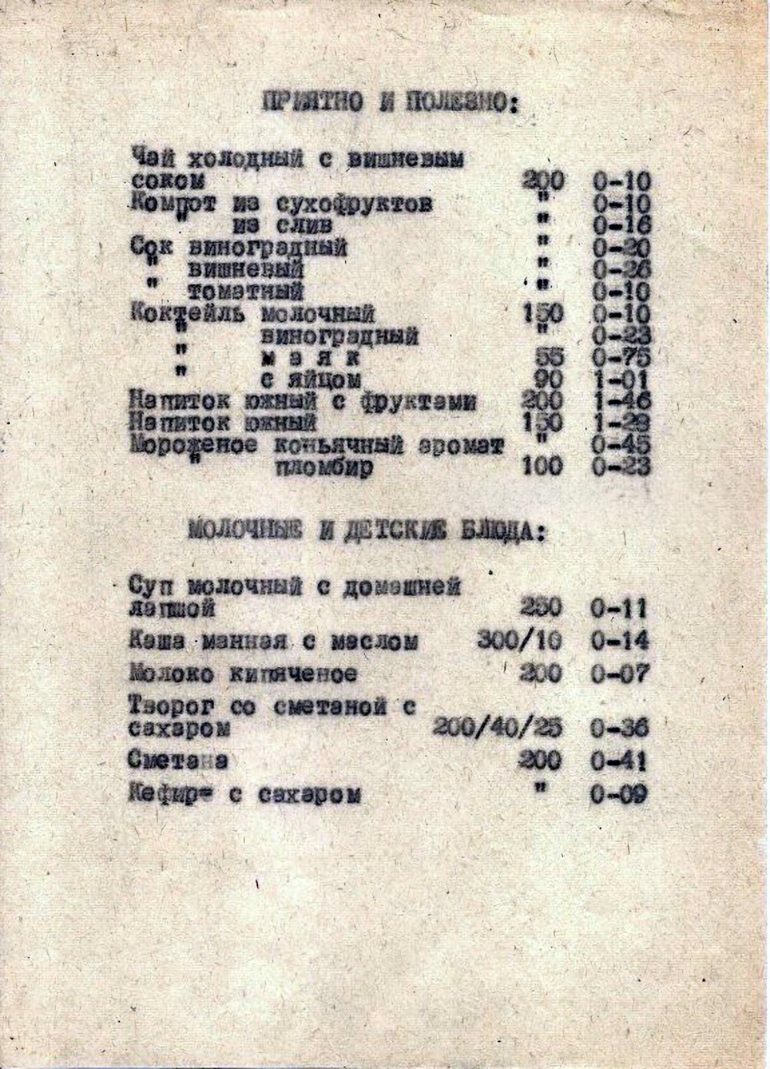 ПРИЯТНО И ПОЛЕЗНО:
Чай холодный с вишневым
соком 200 0-10
Компот из сухофруктов " 0-10
" из слив " 0-16
Сок виноградный " 0-20
" вишневый " 0-26
" томатный " 0-10
Коктейль молочный 150 0-10
" виноградный " 0-23
" м а я к 55 0-75
" с яйцом 90 1-01
Напиток южный с фруктами 200 1-46
Напиток южный 150 1-29
Мороженое коньячный аромат " 0-45
" пломбир 100 0-23
МОЛОЧНЫЕ И ДЕТСКИЕ БЛЮДА:
Суп молочный с домашней
лапшой 250 0-11
Каша манная с маслом 300/10 0-14
Молоко кипяченое 200 0-07
Творог со сметаной с
сахаром 200/40/25 0-36
Сметана 200 0-41
Кефир= с сахаром " 0-09